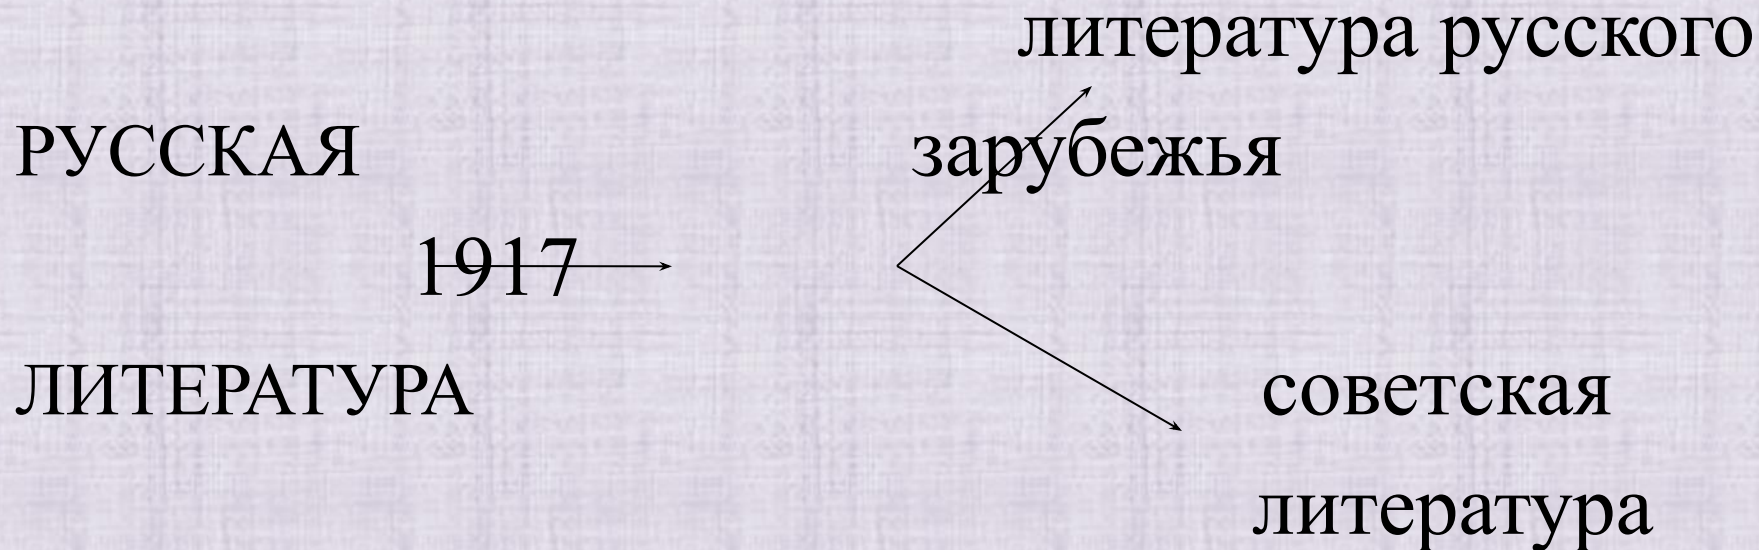 литература русского
РУССКАЯ зарубежья
1917
ЛИТЕРАТУРА советская
литература